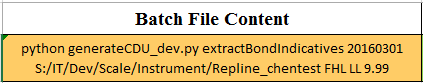 Batch File Content
python generateCDU_dev.py extractBondIndicatives 20160301
S:/IT/Dev/Scale/Instrument/Repline_chentest FHL LL 9.99